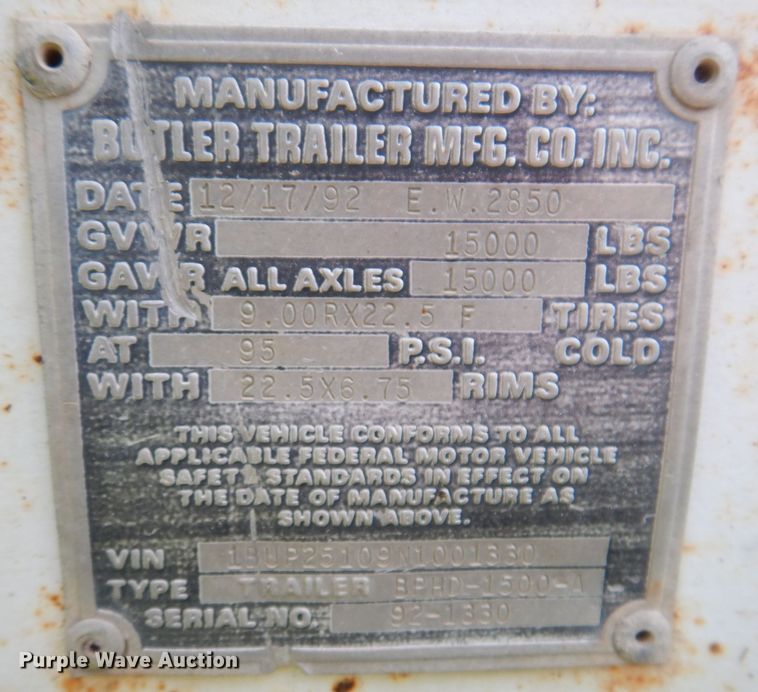 MANUFACTURED BY:
BUTLER TRAILER MFG. CO. INC.
DATE 12/17/92 E.W.2850
GVWR 15000 LBS
GAWR ALL AXLES 15000 LBS
WITH 9.00RX22.5 F TIRES
AT 95 P.S.I. COLD
WITH 22.5X6.75 RIMS
THIS VEHICLE CONFORMS TO ALL
APPLICABLE FEDERAL MOTOR VEHICLE
SAFETY STANDARDS IN EFFECT ON
THE DATE OF MANUFACTURE AS
SHOWN ABOVE.
VIN 1BUP25109N1001330
TYPE TRAILER BPHD-1500-A
SERIAL NO. 92-1330
Purple Wave Auction